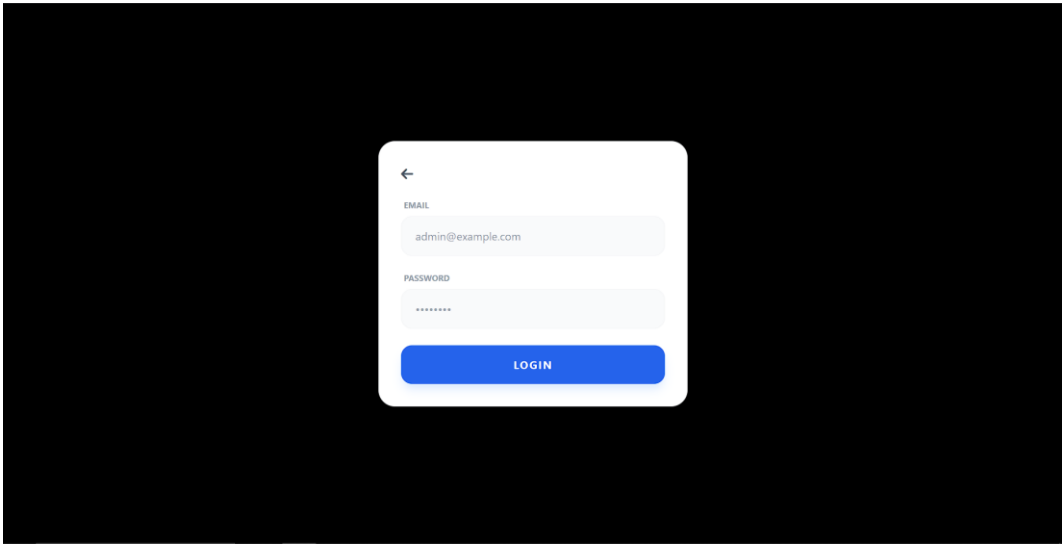 EMAIL
admin@example.com
PASSWORD
••••••••
LOGIN